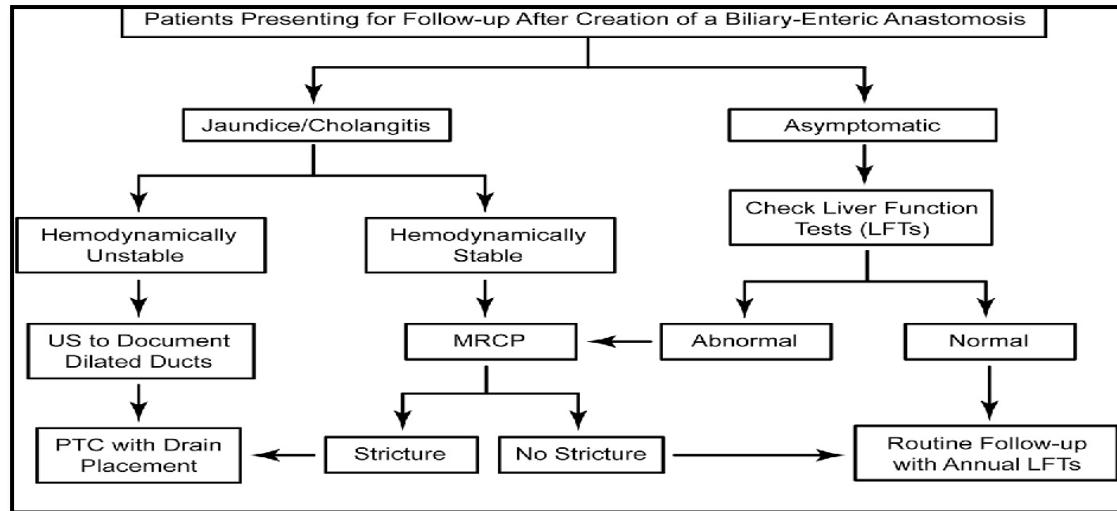 Patients Presenting for Follow-up After Creation of a Biliary-Enteric Anastomosis
Jaundice/Cholangitis
Asymptomatic
Hemodynamically
Unstable
Hemodynamically
Stable
Check Liver Function
Tests (LFTs)
US to Document
Dilated Ducts
MRCP
Abnormal
Normal
PTC with Drain
Placement
Stricture
No Stricture
Routine Follow-up
with Annual LFTs